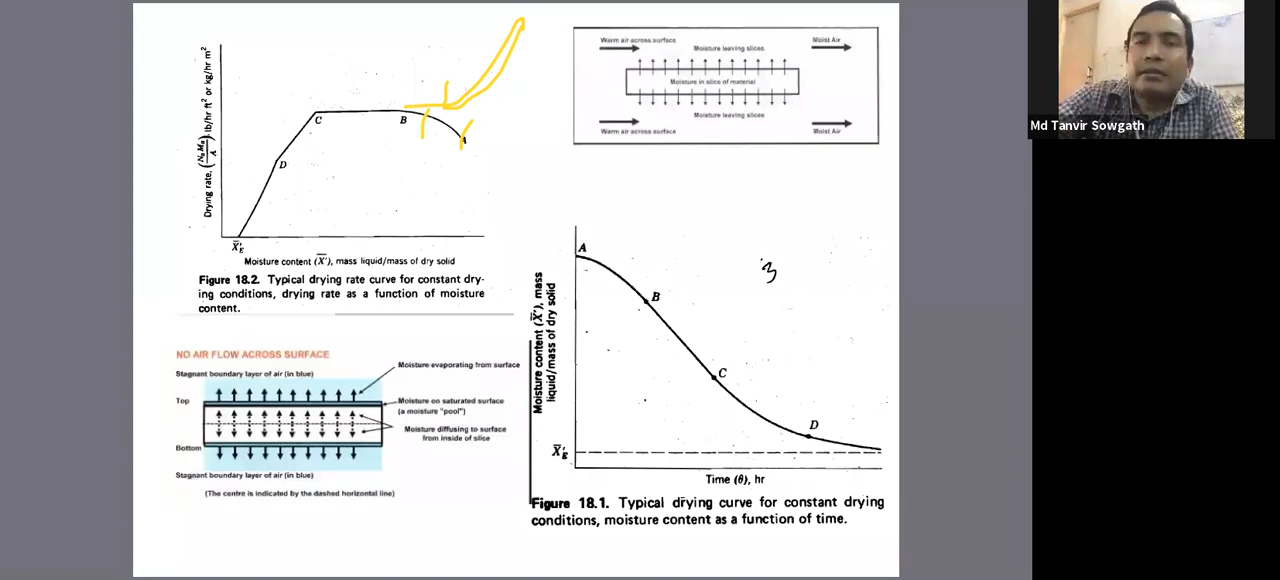 Drying rate, (NaMa/A) lb/hr ft² or kg/hr m²
C
B
A
D
X̄'E
Moisture content (X̄'), mass liquid/mass of dry solid
Figure 18.2. Typical drying rate curve for constant dry-
ing conditions, drying rate as a function of moisture
content.
Warm air across surface
Moisture leaving slices
Moist Air
Moisture in slice of material
Moisture leaving slices
Warm air across surface
Moist Air
Md Tanvir Sowgath
NO AIR FLOW ACROSS SURFACE
Stagnant boundary layer of air (in blue)
Moisture evaporating from surface
Top
Moisture on saturated surface
(a moisture "pool")
Moisture diffusing to surface
from inside of slice
Bottom
Stagnant boundary layer of air (in blue)
(The centre is indicated by the dashed horizontal line)
Moisture content (X̄'), mass
liquid/mass of dry solid
A
B
C
D
X̄'E
Time (θ), hr
Figure 18.1. Typical drying curve for constant drying
conditions, moisture content as a function of time.